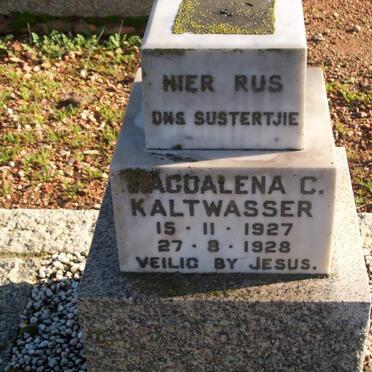 HIER RUS
ONS SUSTERTJIE
MAGDALENA C.
KALTWASSER
15 - 11 - 1927
27 - 8 - 1928
VEILIG BY JESUS.